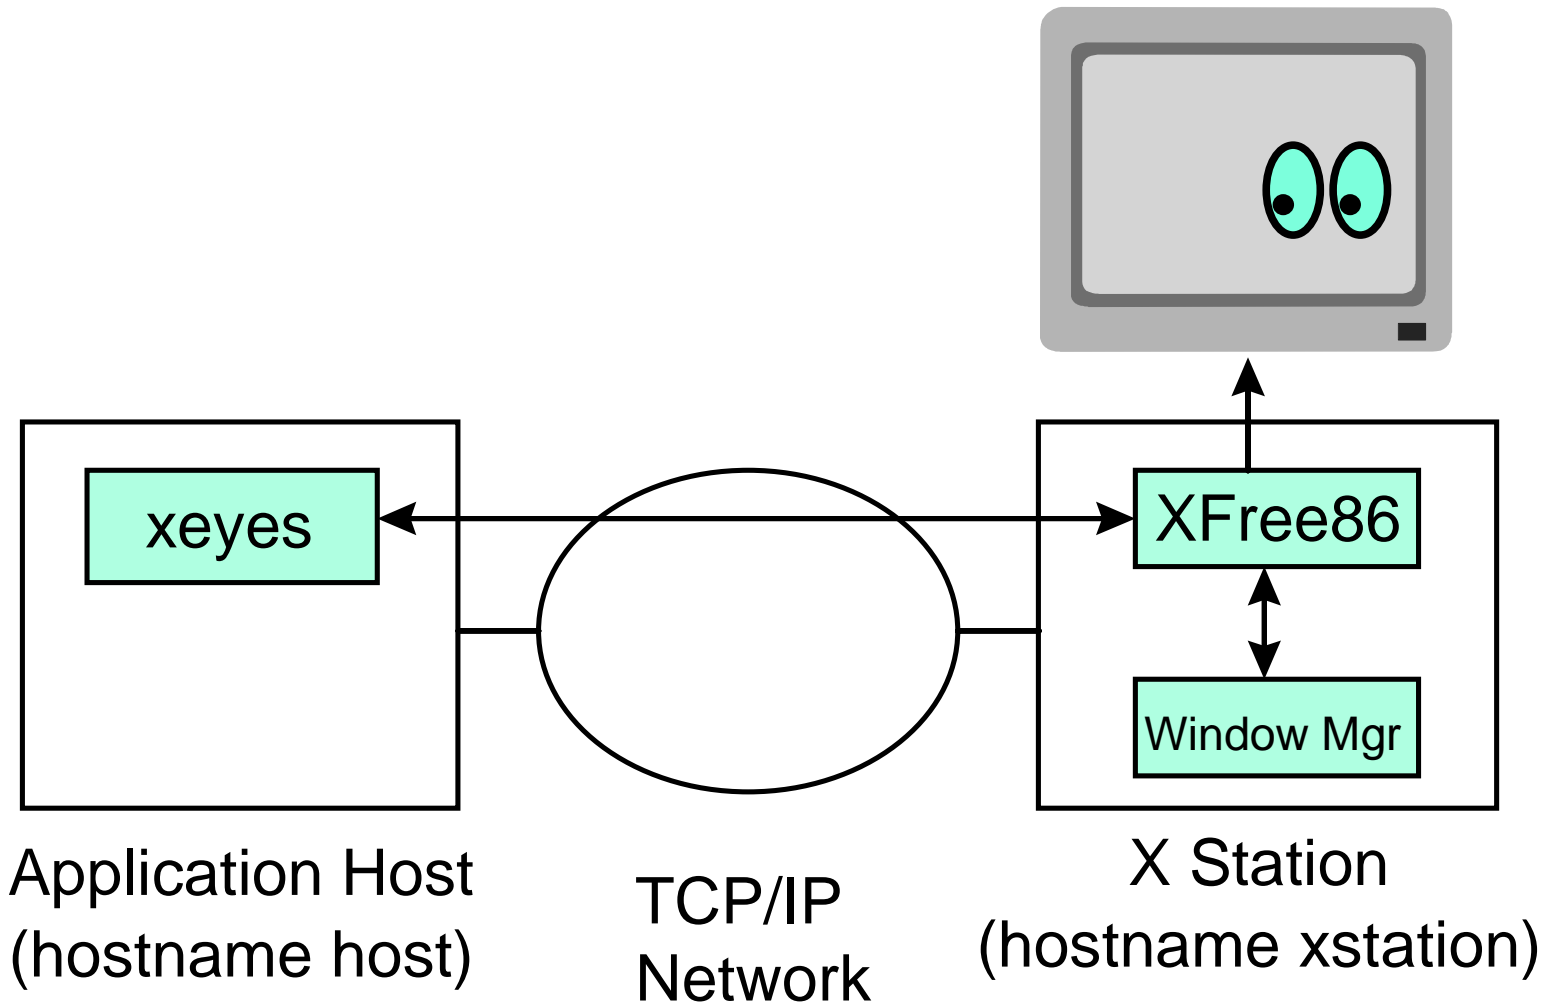 xeyes
XFree86
Window Mgr
Application Host
(hostname host)
TCP/IP
Network
X Station
(hostname xstation)